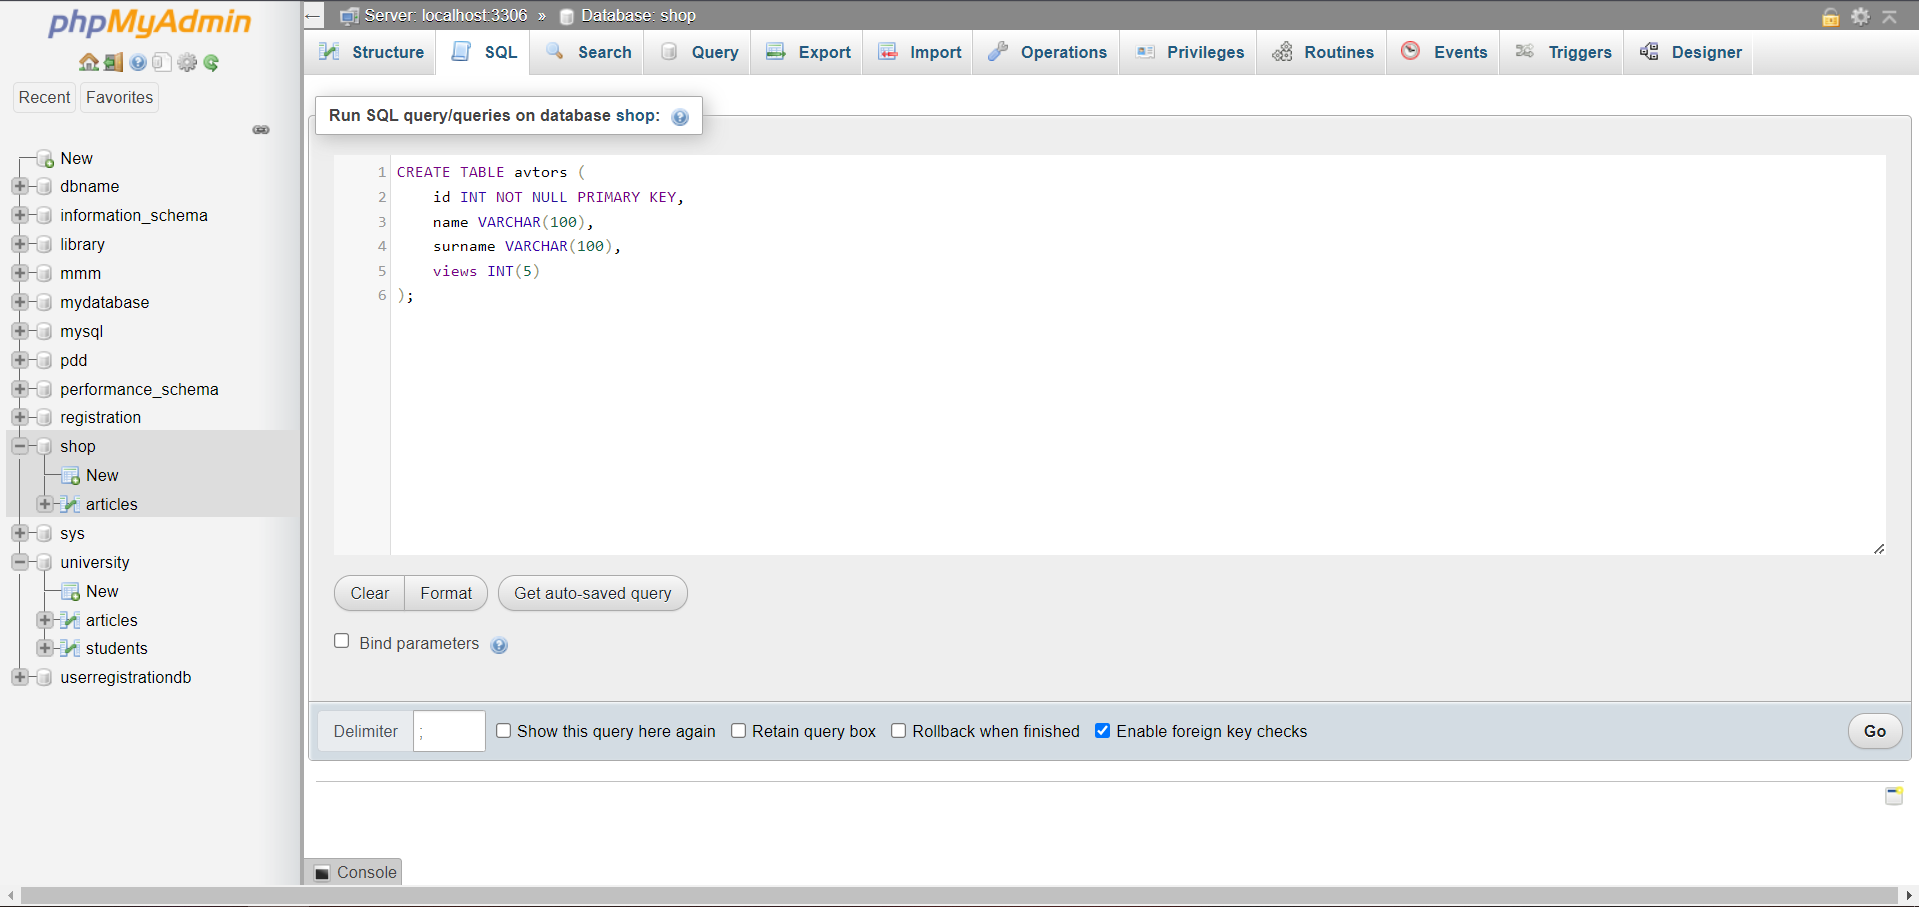 phpMyAdmin
Recent Favorites
New
dbname
information_schema
library
mmm
mydatabase
mysql
pdd
performance_schema
registration
shop
New
articles
sys
university
New
articles
students
userregistrationdb
Server: localhost:3306 » Database: shop
Structure SQL Search Query Export Import Operations Privileges Routines Events Triggers Designer
Run SQL query/queries on database shop:
1 CREATE TABLE avtors (
2 id INT NOT NULL PRIMARY KEY,
3 name VARCHAR(100),
4 surname VARCHAR(100),
5 views INT(5)
6 );
Clear Format Get auto-saved query
Bind parameters
Delimiter ; Show this query here again Retain query box Rollback when finished Enable foreign key checks Go
Console